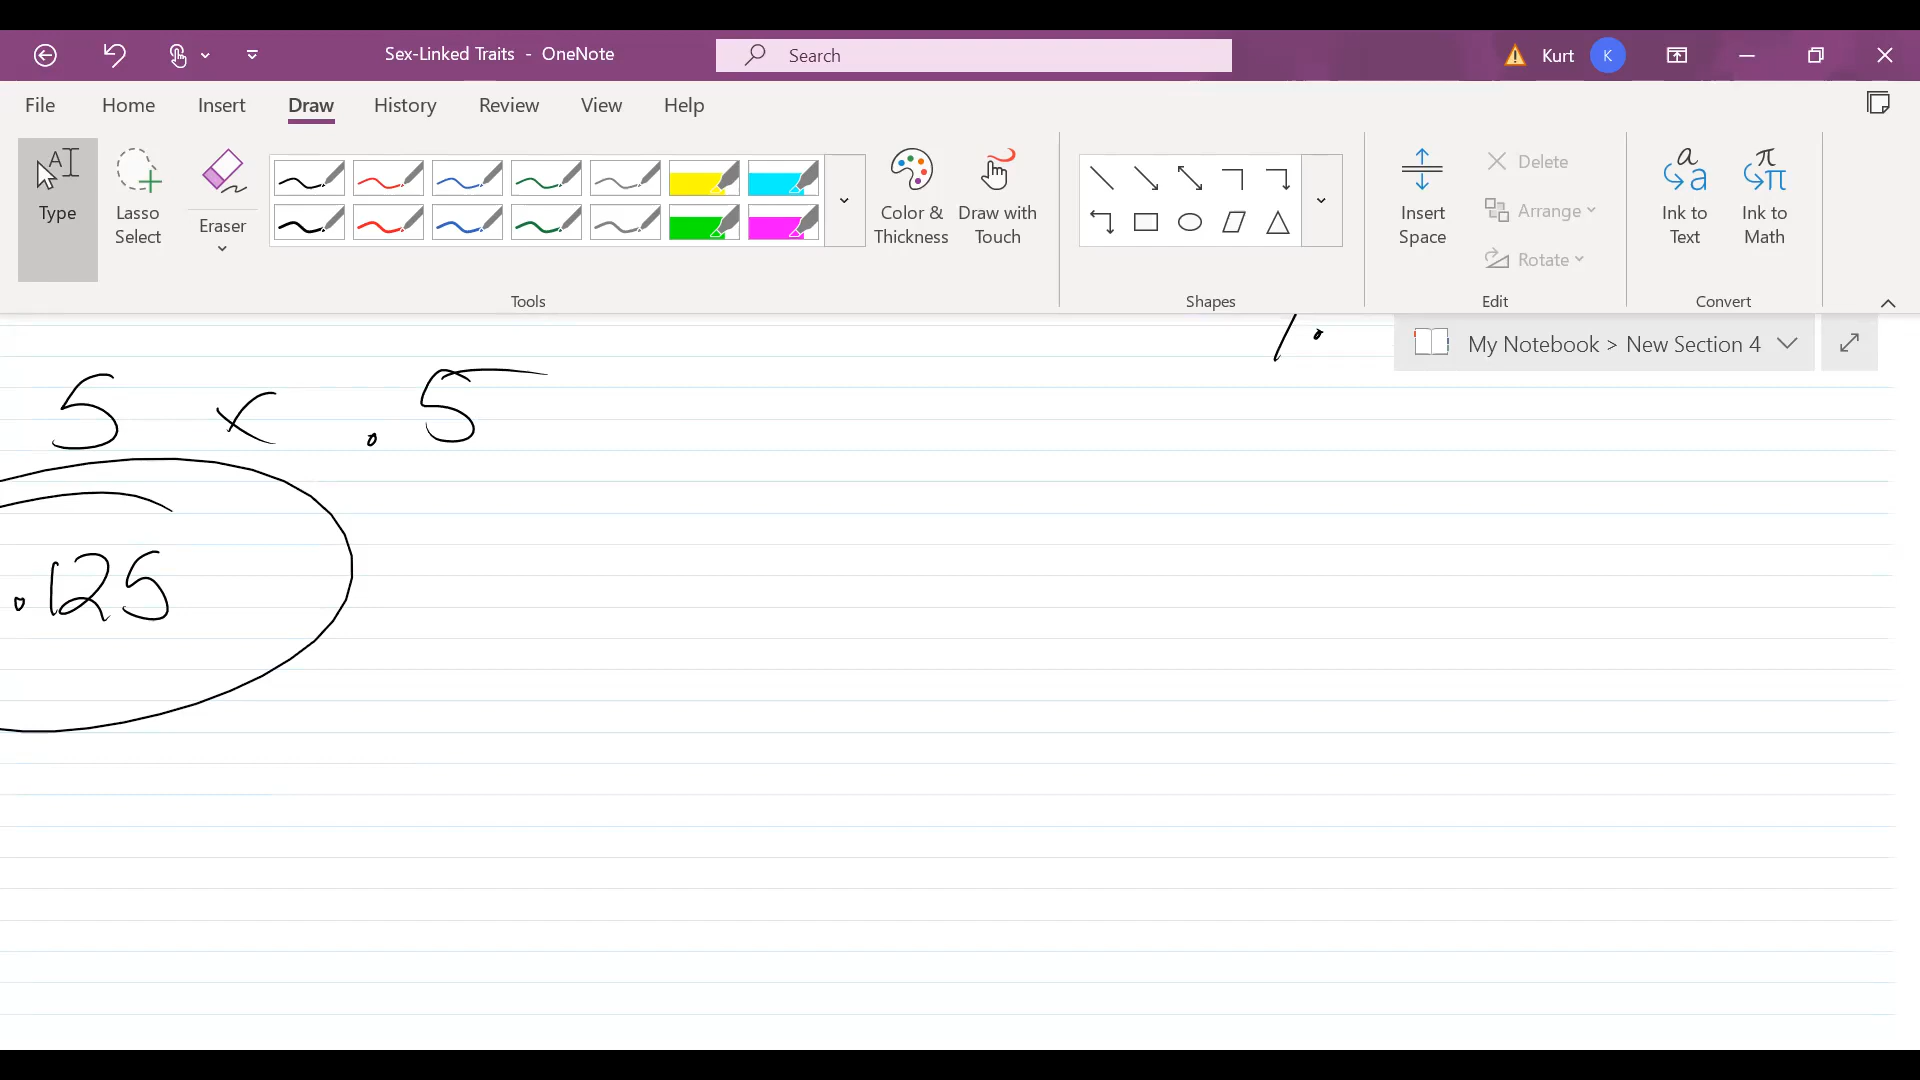 Sex-Linked Traits - OneNote
Search
Kurt
K
File Home Insert Draw History Review View Help
Type
Lasso Select
Eraser
Color & Thickness
Draw with Touch
Tools
Shapes
Insert Space
Delete
Arrange
Rotate
Edit
a a
Ink to Text
π π
Ink to Math
Convert
My Notebook > New Section 4
5 x .5
.125